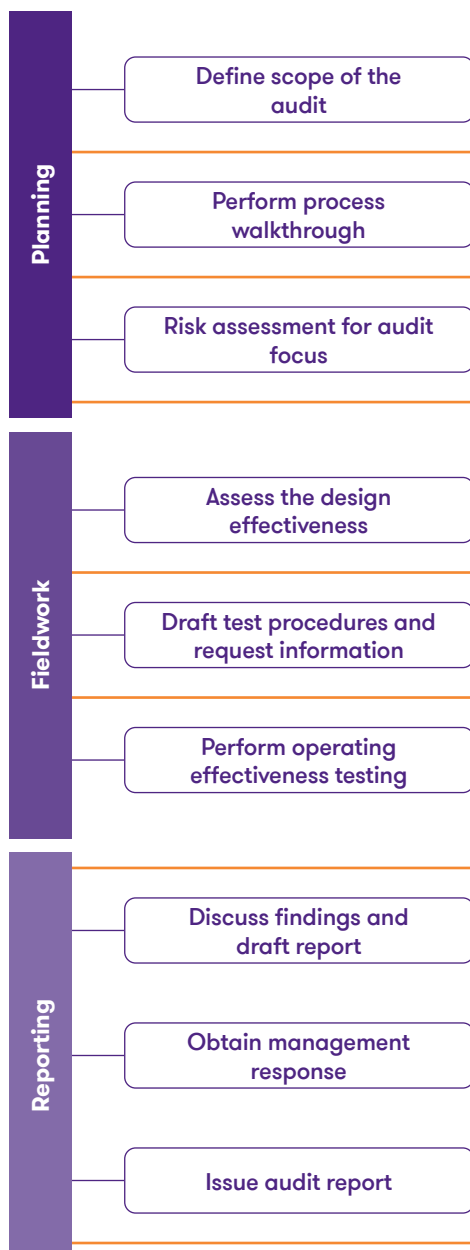 Planning
Define scope of the
audit
Perform process
walkthrough
Risk assessment for audit
focus
Fieldwork
Assess the design
effectiveness
Draft test procedures and
request information
Perform operating
effectiveness testing
Reporting
Discuss findings and
draft report
Obtain management
response
Issue audit report